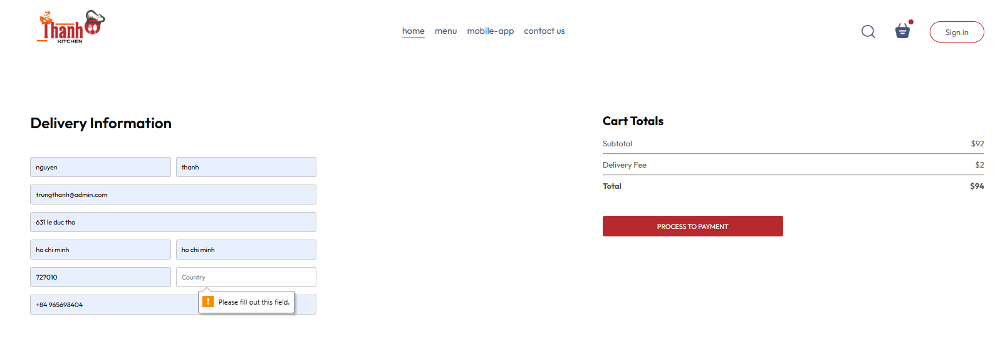 Thanh
KITCHEN
home menu mobile-app contact us
Sign in
Delivery Information
nguyen thanh
trungthanh@admin.com
631 le duc tho
ho chi minh ho chi minh
727010 Country
Please fill out this field.
+84 965698404
Cart Totals
Subtotal $92
Delivery Fee $2
Total $94
PROCESS TO PAYMENT